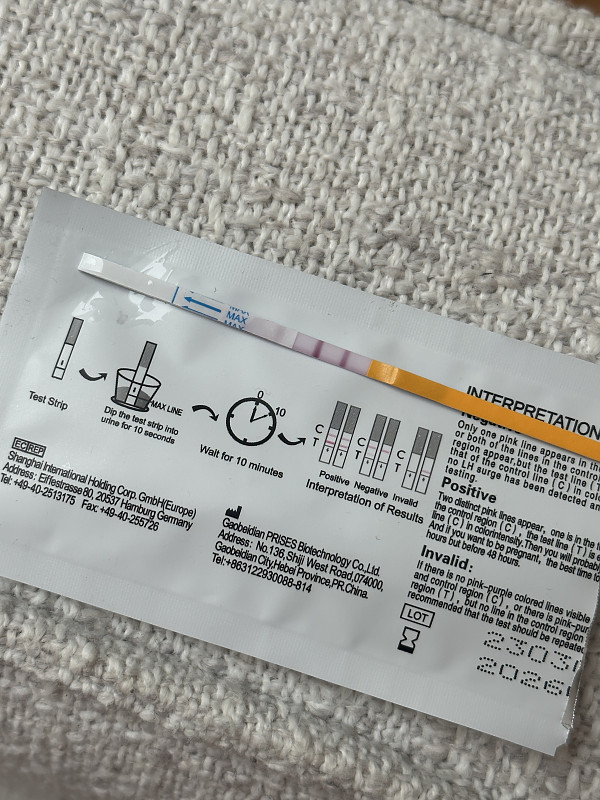 MAX
MAX
Test Strip
MAX LINE
Dip the test strip into
urine for 10 seconds
0
10
Wait for 10 minutes
C
T
C
T
C
T
Positive Negative Invalid
Interpretation of Results
EC REP
Shanghai International Holding Corp. GmbH(Europe)
Address: Eiffestrasse 80, 20537 Hamburg Germany
Tel: +49-40-2513175 Fax: +49-40-255726
Gaobeidian PRISES Biotechnology Co.,Ltd.
Address: No.136,Shiji West Road,074000,
Gaobeidian City,Hebei Province,PR.China.
Tel:+863122930088-814
INTERPRETATION
Only one pink line appears in the
or both of the lines in the control
region appear,but the test line (T)
that of the control line (C) in color
no LH surge has been detected an
testing.
Positive
Two distinct pink lines appear, one is in the
the control region (C), the test line (T) is e
line (C) in colorintensity.Then you will probabl
And if you want to be pregnant, the best time to
hours but before 48 hours.
Invalid:
If there is no pink-purple colored lines visible
and control region (C), or there is pink-pur
region (T), but no line in the control region
recommended that the test should be repeated
LOT
2303
2026